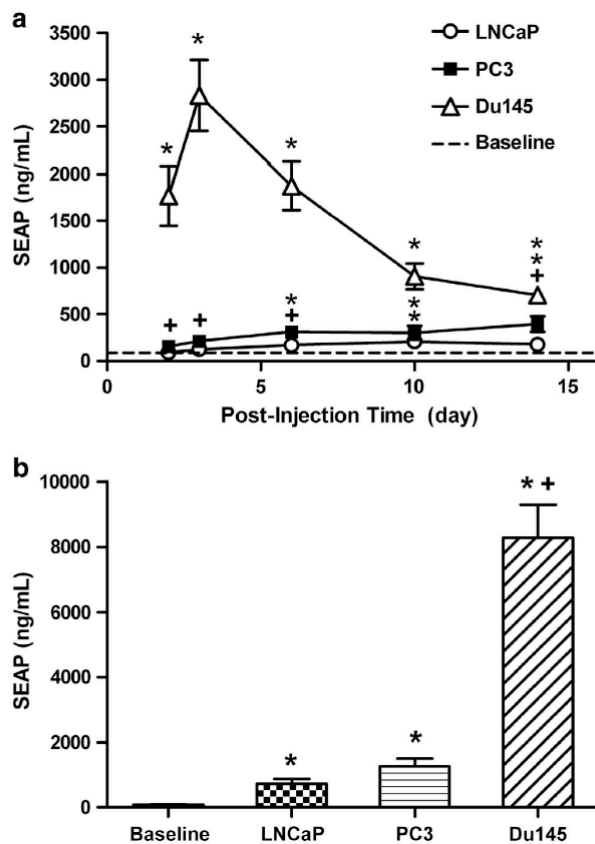 a
3500
3000
2500
2000
1500
1000
500
0
SEAP (ng/mL)
* * * * * * +
+ + * + * *
LNCaP
PC3
Du145
Baseline
0 5 10 15
Post-Injection Time (day)
b
10000
8000
6000
4000
2000
0
SEAP (ng/mL)
* * * +
Baseline LNCaP PC3 Du145